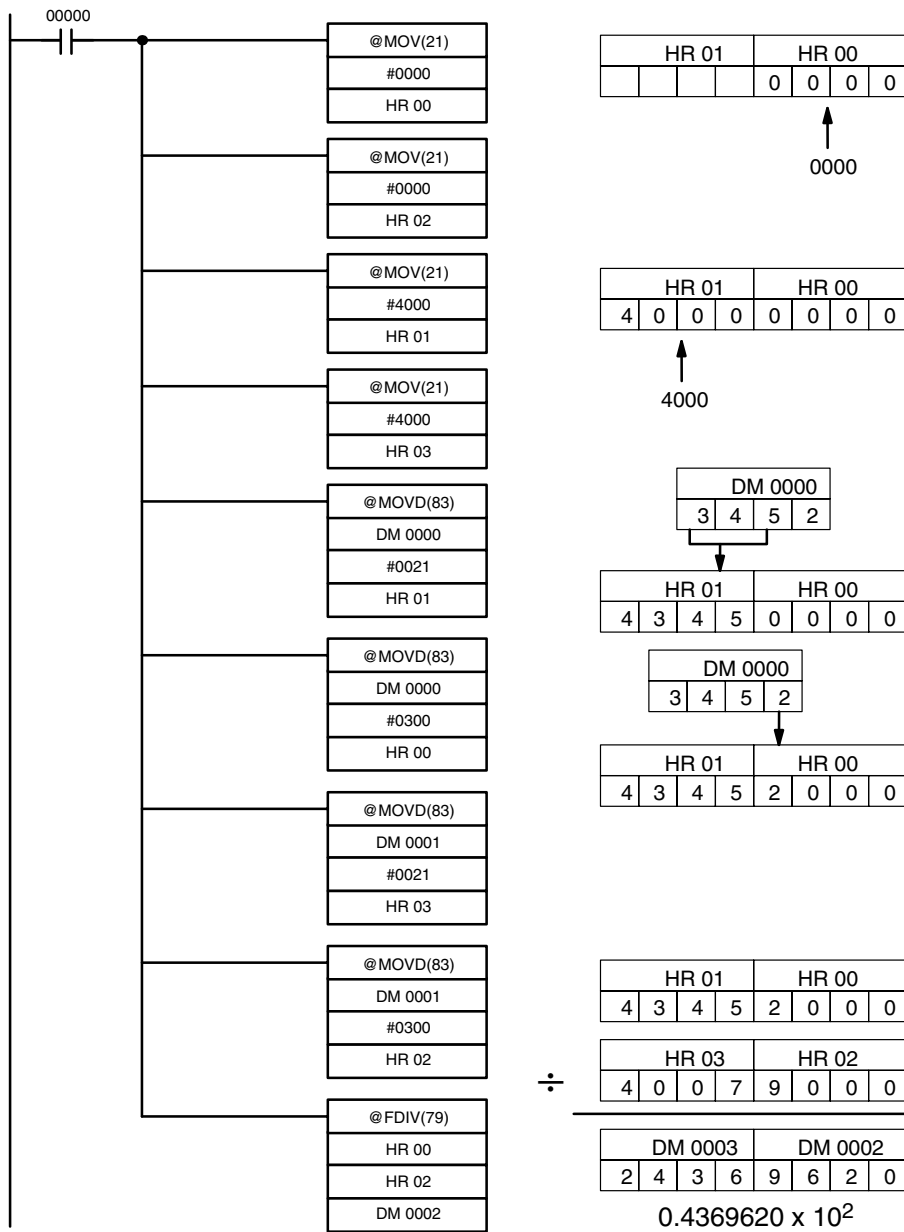 00000
@MOV(21)
#0000
HR 00
HR 01 HR 00
0 0 0 0
0000
@MOV(21)
#0000
HR 02
@MOV(21)
#4000
HR 01
HR 01 HR 00
4 0 0 0 0 0 0 0
4000
@MOV(21)
#4000
HR 03
@MOVD(83)
DM 0000
#0021
HR 01
DM 0000
3 4 5 2
HR 01 HR 00
4 3 4 5 0 0 0 0
@MOVD(83)
DM 0000
#0300
HR 00
DM 0000
3 4 5 2
HR 01 HR 00
4 3 4 5 2 0 0 0
@MOVD(83)
DM 0001
#0021
HR 03
@MOVD(83)
DM 0001
#0300
HR 02
HR 01 HR 00
4 3 4 5 2 0 0 0
÷
HR 03 HR 02
4 0 0 7 9 0 0 0
@FDIV(79)
HR 00
HR 02
DM 0002
DM 0003 DM 0002
2 4 3 6 9 6 2 0
0.4369620 x 10²